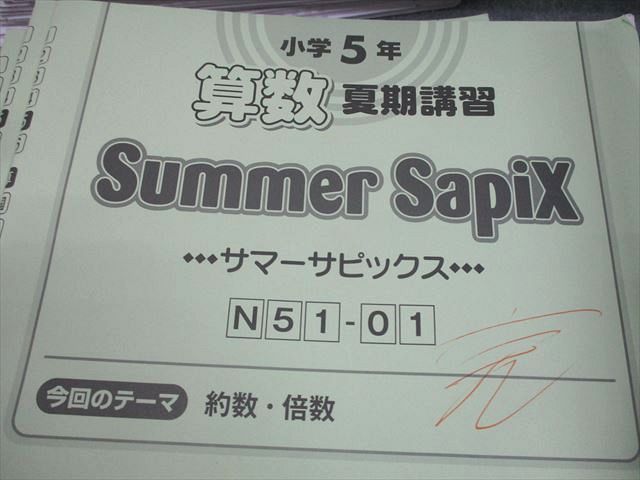 小学5年
算数 夏期講習
Summer SapiX
・・・サマーサピックス・・・
N51-01
完
今回のテーマ 約数・倍数